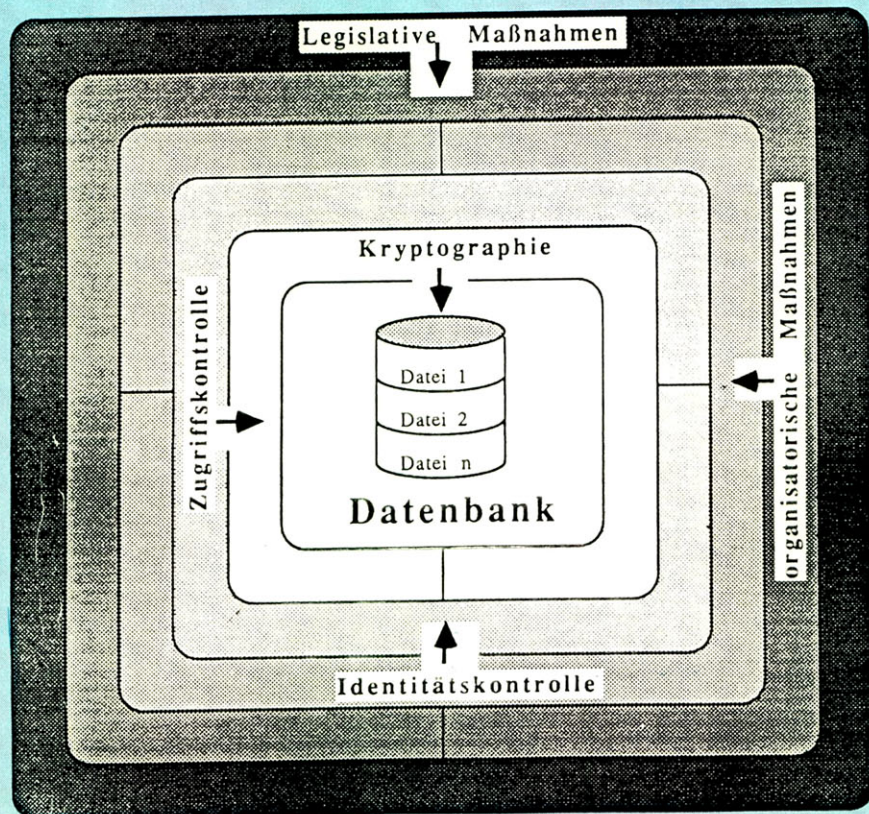 Legislative Maßnahmen
organisatorische Maßnahmen
Kryptographie
Zugriffskontrolle
Datei 1
Datei 2
Datei n
Datenbank
Identitätskontrolle